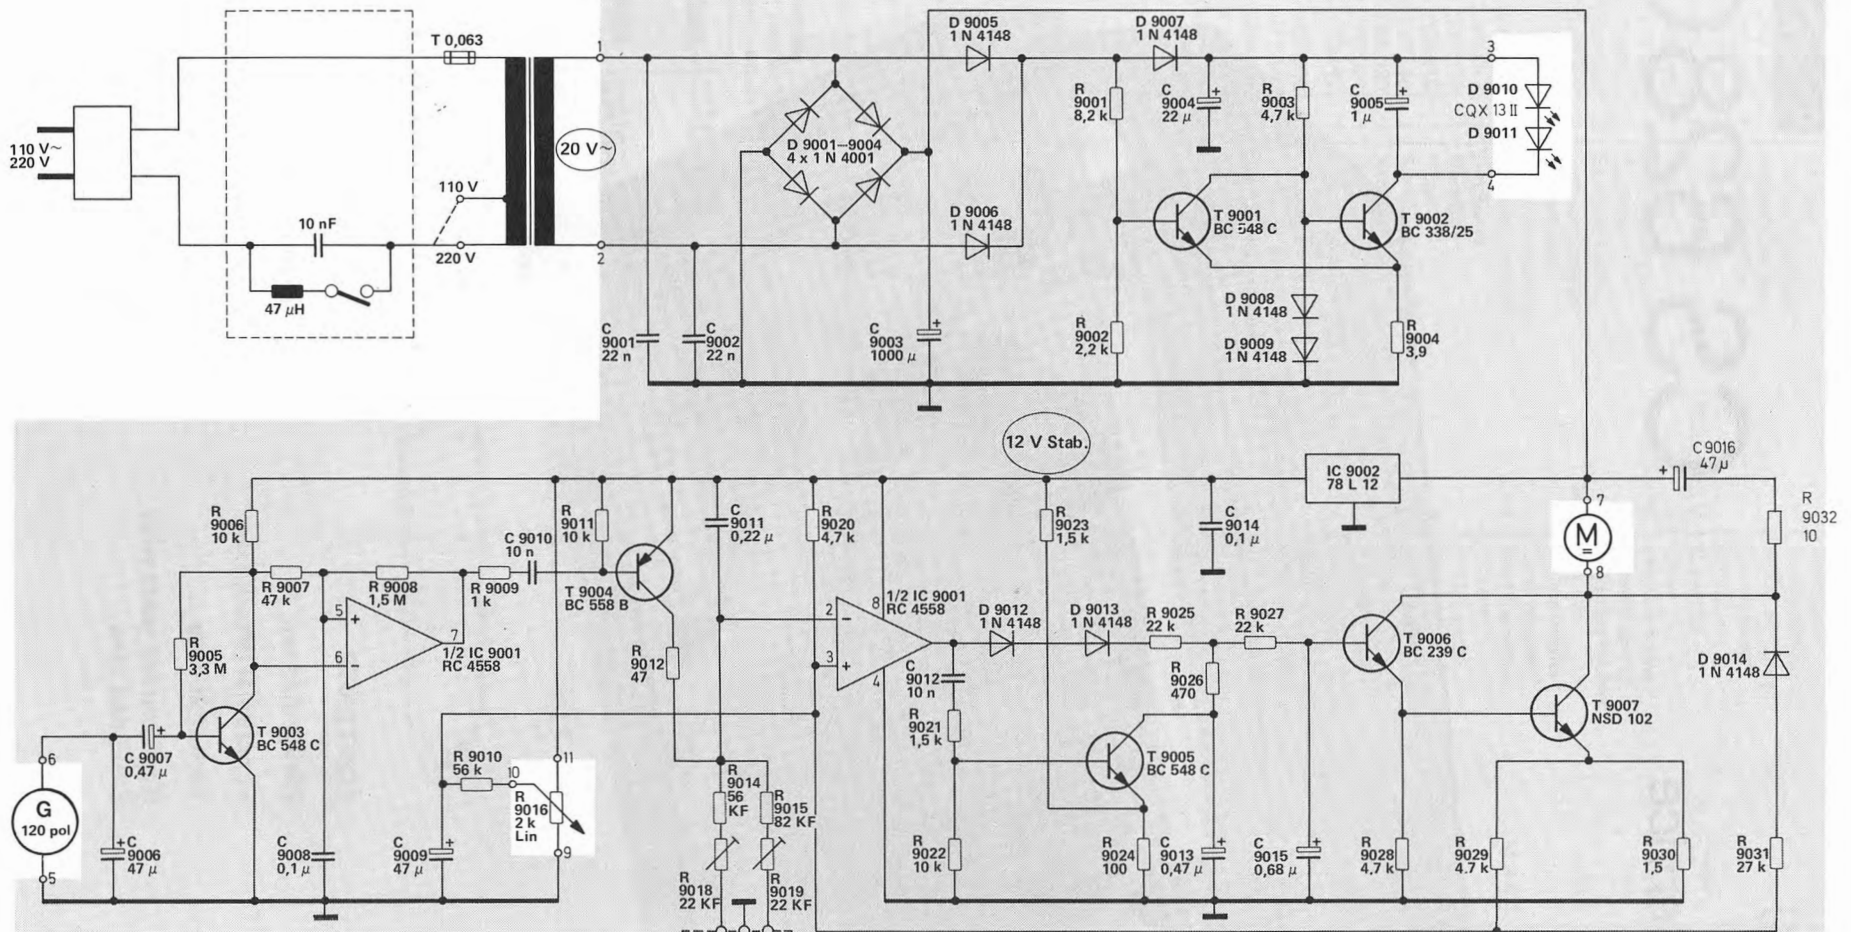 110 V~
220 V
T 0,063
10 nF
47 µH
110 V
220 V
20 V~
1
2
D 9001–9004
4 x 1 N 4001
C
9001
22 n
C
9002
22 n
C
9003
1000 µ
+
D 9005
1 N 4148
D 9006
1 N 4148
D 9007
1 N 4148
R
9001
8,2 k
R
9002
2,2 k
C
9004
22 µ
+
R
9003
4,7 k
C
9005
1 µ
+
T 9001
BC 548 C
T 9002
BC 338/25
D 9008
1 N 4148
D 9009
1 N 4148
R
9004
3,9
3
4
D 9010
CQX 13 II
D 9011
12 V Stab.
IC 9002
78 L 12
C 9016
47µ
+
R
9032
10
7
M
=
8
R
9006
10 k
R 9007
47 k
R 9008
1,5 M
R 9009
1 k
C 9010
10 n
R
9011
10 k
T 9004
BC 558 B
R
9012
47
C
9011
0,22 µ
R
9020
4,7 k
5
+
6
–
7
1/2 IC 9001
RC 4558
R
9005
3,3 M
T 9003
BC 548 C
C 9007
0,47 µ
+
6
G
120 pol
5
C
9006
47 µ
+
C
9008
0,1 µ
C
9009
47 µ
+
R 9010
56 k
10
11
R
9016
2 k
Lin
9
R
9014
56
KF
R
9015
82 KF
R
9018
22 KF
R
9019
22 KF
2
–
3
+
8
4
1/2 IC 9001
RC 4558
D 9012
1 N 4148
D 9013
1 N 4148
C
9012
10 n
R
9021
1,5 k
R
9022
10 k
R
9023
1,5 k
T 9005
BC 548 C
R
9024
100
R 9025
22 k
R
9026
470
R 9027
22 k
C
9013
0,47 µ
+
C
9014
0,1 µ
C
9015
0,68 µ
+
T 9006
BC 239 C
T 9007
NSD 102
R
9028
4,7 k
R
9029
4.7 k
R
9030
1,5
D 9014
1 N 4148
R
9031
27 k